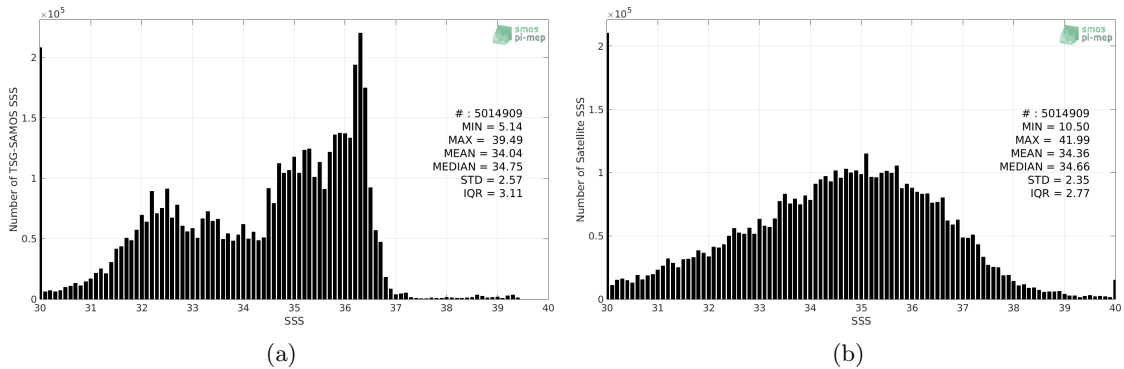 ×10⁵
smos
pi-mep
2
1.5
1
0.5
0
Number of TSG-SAMOS SSS
# : 5014909
MIN = 5.14
MAX = 39.49
MEAN = 34.04
MEDIAN = 34.75
STD = 2.57
IQR = 3.11
30 31 32 33 34 35 36 37 38 39 40
SSS
(a)
×10⁵
smos
pi-mep
2
1.5
1
0.5
0
Number of Satellite SSS
# : 5014909
MIN = 10.50
MAX = 41.99
MEAN = 34.36
MEDIAN = 34.66
STD = 2.35
IQR = 2.77
30 31 32 33 34 35 36 37 38 39 40
SSS
(b)